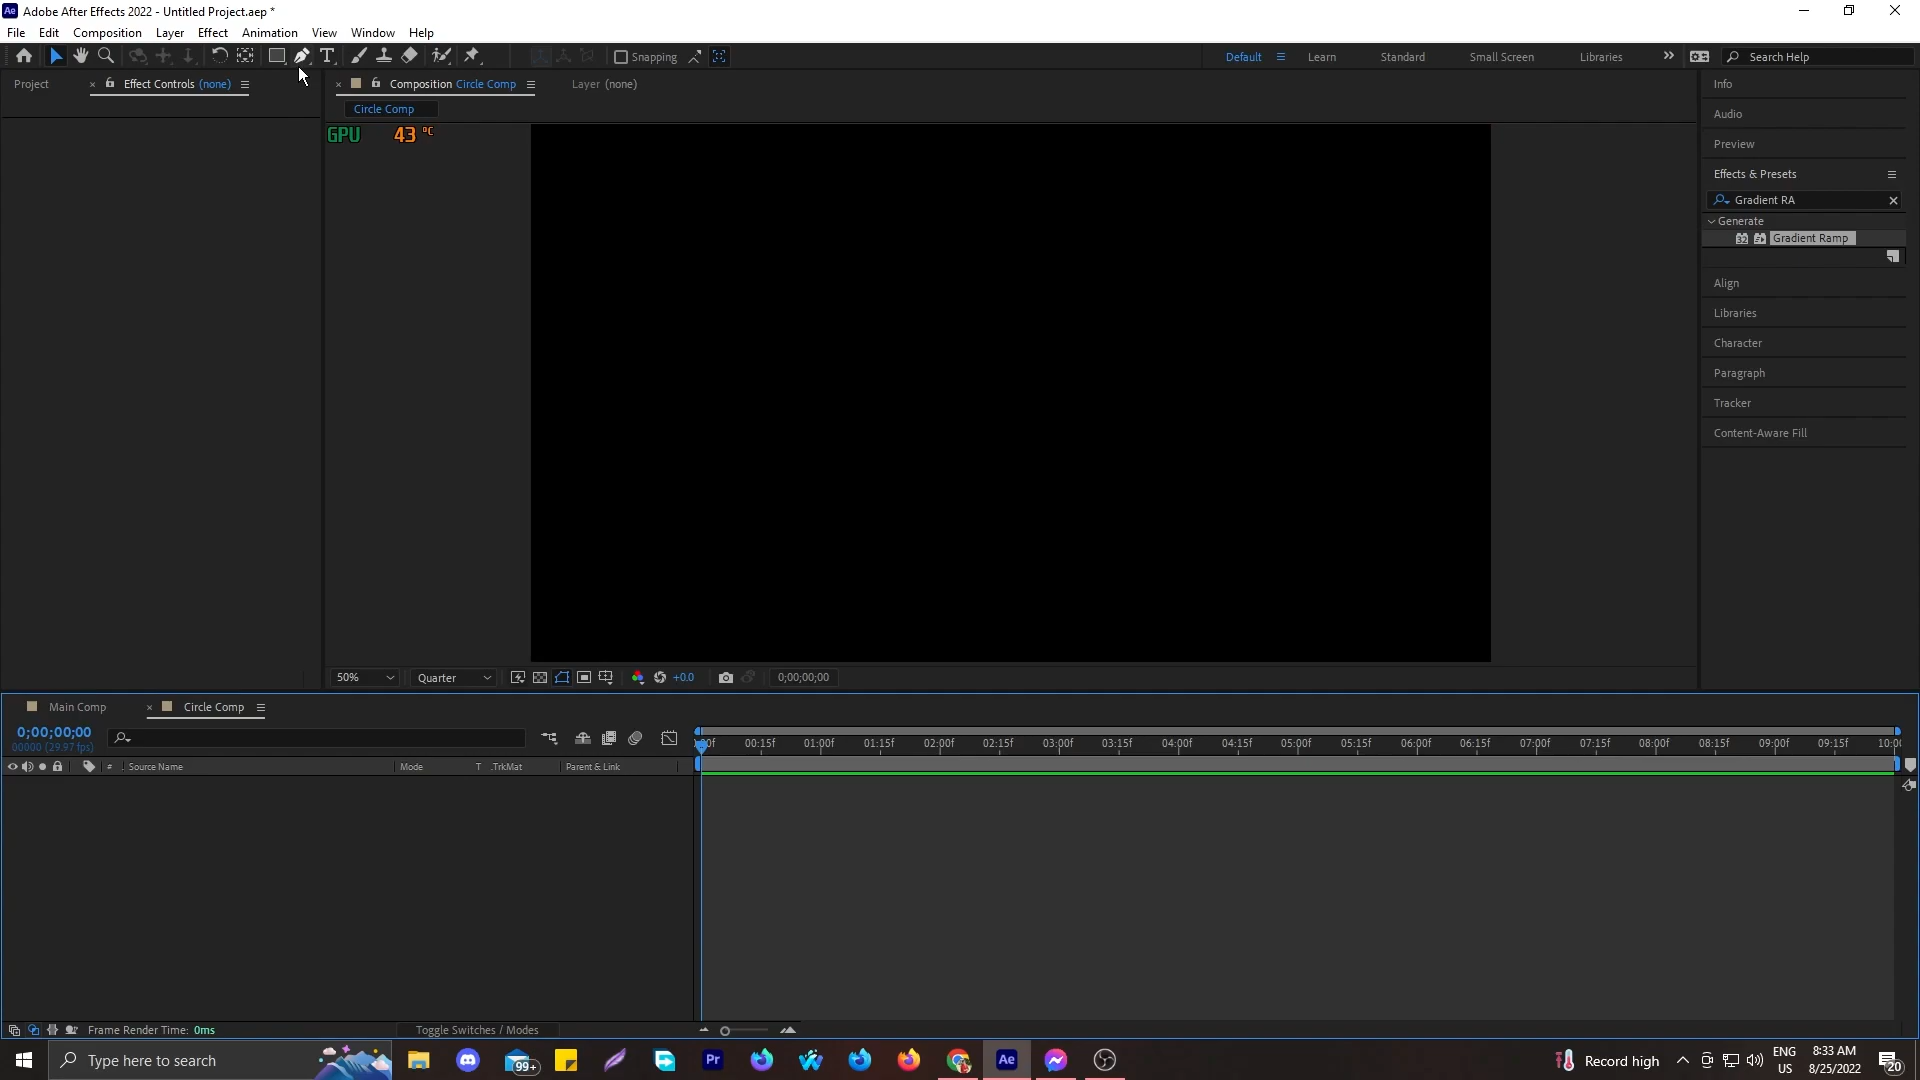 Ae Adobe After Effects 2022 - Untitled Project.aep *
File Edit Composition Layer Effect Animation View Window Help
Snapping Default Learn Standard Small Screen Libraries Search Help
Project Effect Controls (none) Composition Circle Comp Layer (none)
Circle Comp
GPU 43 °C
Info
Audio
Preview
Effects & Presets
Gradient RA
Generate
32 Gradient Ramp
Align
Libraries
Character
Paragraph
Tracker
Content-Aware Fill
50% Quarter +0.0 0;00;00;00
Main Comp Circle Comp
0;00;00;00
00000 (29.97 fps)
00:15f 01:00f 01:15f 02:00f 02:15f 03:00f 03:15f 04:00f 04:15f 05:00f 05:15f 06:00f 06:15f 07:00f 07:15f 08:00f 08:15f 09:00f 09:15f
# Source Name Mode T .TrkMat Parent & Link
Frame Render Time: 0ms Toggle Switches / Modes
Type here to search 99+ Pr Ae Record high ENG US 8:33 AM 8/25/2022 20